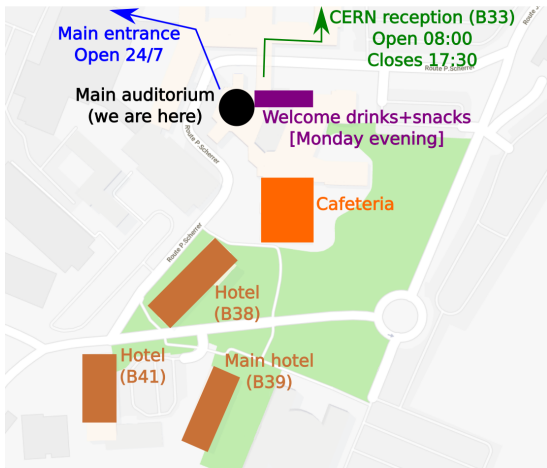 CERN reception (B33)
Open 08:00
Closes 17:30
Main entrance
Open 24/7
Route P.Scherrer
Main auditorium
(we are here)
Welcome drinks+snacks
[Monday evening]
Route P.Scherrer
Cafeteria
Route P.Scherrer
Hotel
(B38)
Hotel
(B41)
Main hotel
(B39)